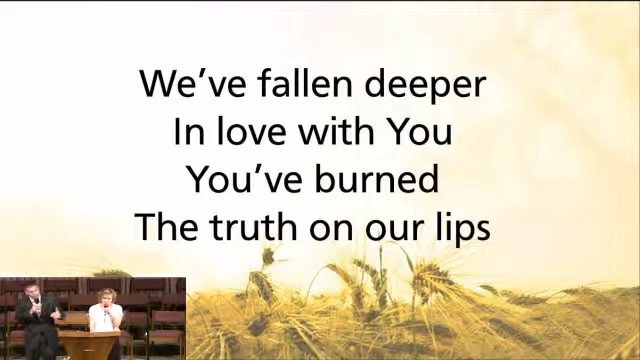 We've fallen deeper
In love with You
You've burned
The truth on our lips